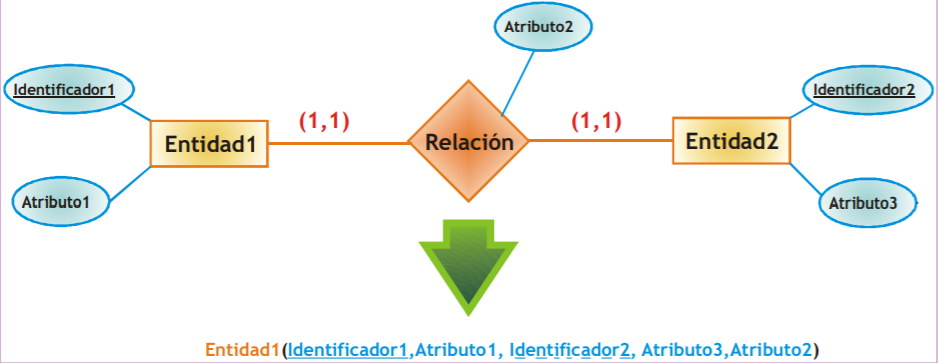 Atributo2
Identificador1
Identificador2
(1,1)
(1,1)
Entidad1
Relación
Entidad2
Atributo1
Atributo3
Entidad1(Identificador1,Atributo1, Identificador2, Atributo3,Atributo2)